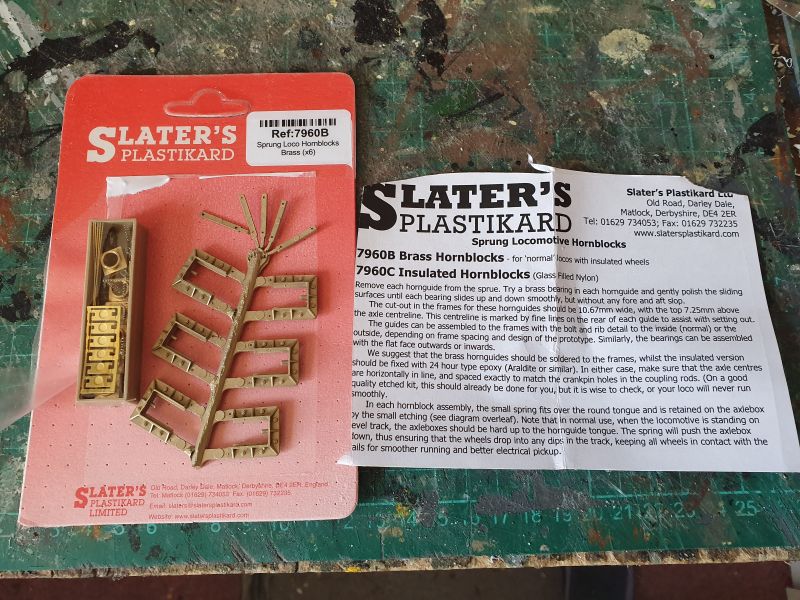 SLATER'S
PLASTIKARD
Ref:7960B
Sprung Loco Hornblocks
Brass (x6)
SLATER'S
PLASTIKARD
LIMITED
Old Road, Darley Dale, Matlock, Derbyshire, DE4 2ER, England.
Tel: Matlock (01629) 734053 Fax: (01629) 732235
Email: slaters@slatersplastikard.com
Website: www.slatersplastikard.com
SLATER'S
PLASTIKARD
Slater's Plastikard Ltd
Old Road, Darley Dale,
Matlock, Derbyshire, DE4 2ER
Tel: 01629 734053; Fax: 01629 732235
www.slatersplastikard.com
Sprung Locomotive Hornblocks
7960B Brass Hornblocks - for 'normal' locos with insulated wheels
7960C Insulated Hornblocks (Glass Filled Nylon)
Remove each hornguide from the sprue. Try a brass bearing in each hornguide and gently polish the sliding
surfaces until each bearing slides up and down smoothly, but without any fore and aft slop.
The cut-out in the frames for these hornguides should be 10.67mm wide, with the top 7.25mm above
the axle centreline. This centreline is marked by fine lines on the rear of each guide to assist with setting out.
The guides can be assembled to the frames with the bolt and rib detail to the inside (normal) or the
outside, depending on frame spacing and design of the prototype. Similarly, the bearings can be assembled
with the flat face outwards or inwards.
We suggest that the brass hornguides should be soldered to the frames, whilst the insulated version
should be fixed with 24 hour type epoxy (Araldite or similar). In either case, make sure that the axle centres
are horizontally in line, and spaced exactly to match the crankpin holes in the coupling rods. (On a good
quality etched kit, this should already be done for you, but it is wise to check, or your loco will never run
smoothly.
In each hornblock assembly, the small spring fits over the round tongue and is retained on the axlebox
by the small etching (see diagram overleaf). Note that in normal use, when the locomotive is standing on
level track, the axleboxes should be hard up to the hornguide tongue. The spring will push the axlebox
down, thus ensuring that the wheels drop into any dips in the track, keeping all wheels in contact with the
ails for smoother running and better electrical pickup.